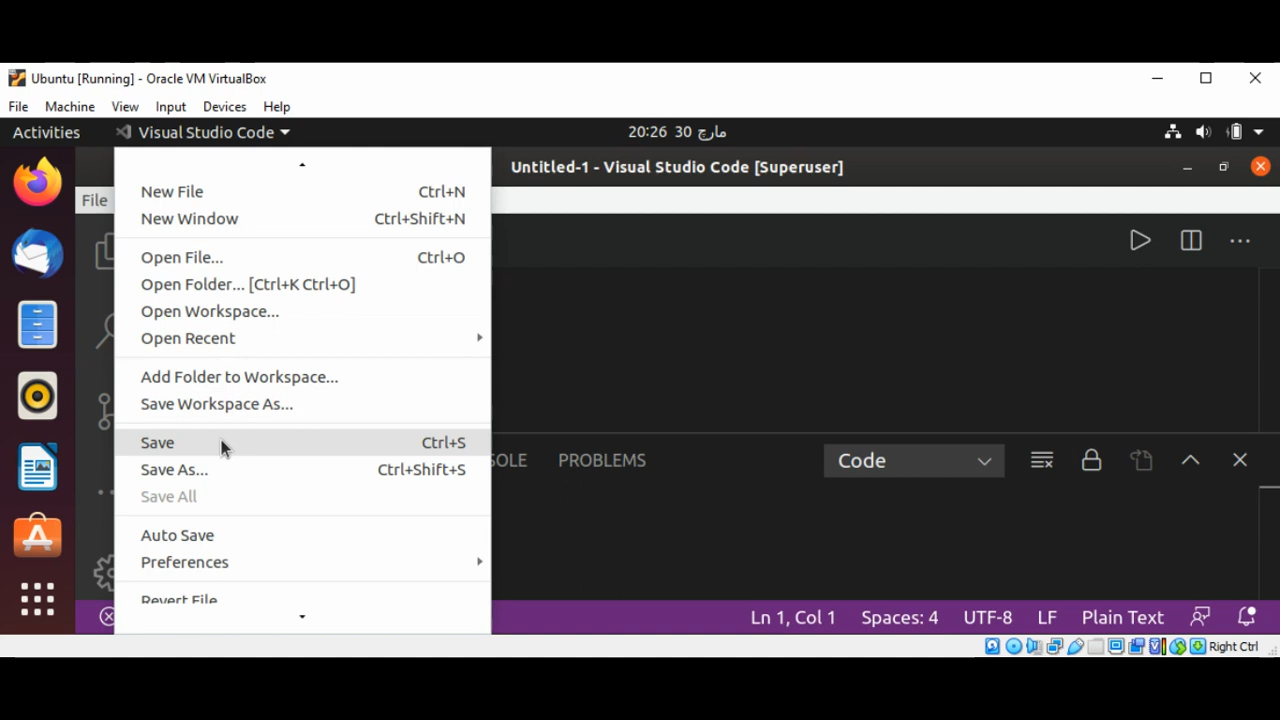 Ubuntu [Running] - Oracle VM VirtualBox
File Machine View Input Devices Help
Activities Visual Studio Code 20:26 30 مارچ
Untitled-1 - Visual Studio Code [Superuser]
File
New File Ctrl+N
New Window Ctrl+Shift+N
Open File... Ctrl+O
Open Folder... [Ctrl+K Ctrl+O]
Open Workspace...
Open Recent
Add Folder to Workspace...
Save Workspace As...
Save Ctrl+S
SOLE PROBLEMS Code
Save As... Ctrl+Shift+S
Save All
Auto Save
Preferences
Revert File
Ln 1, Col 1 Spaces: 4 UTF-8 LF Plain Text
Right Ctrl